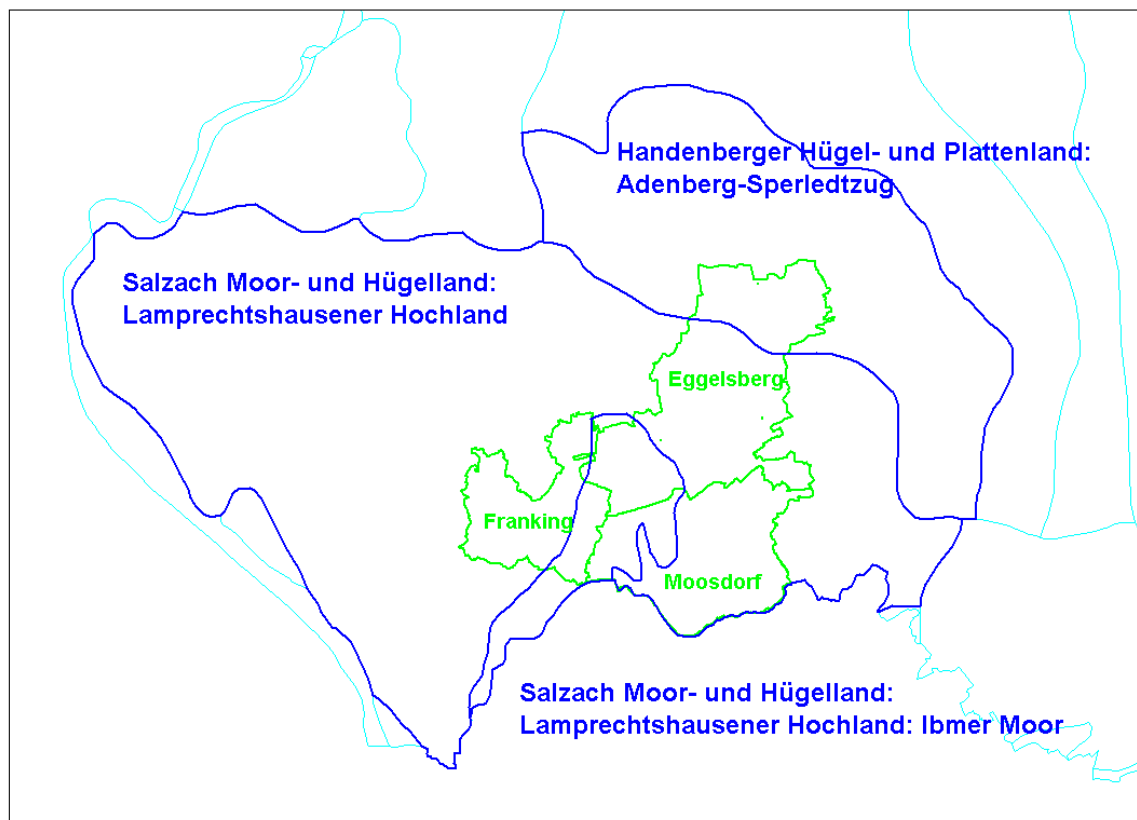 Handenberger Hügel- und Plattenland:
Adenberg-Sperledtzug
Salzach Moor- und Hügelland:
Lamprechtshausener Hochland
Eggelsberg
Franking
Moosdorf
Salzach Moor- und Hügelland:
Lamprechtshausener Hochland: Ibmer Moor